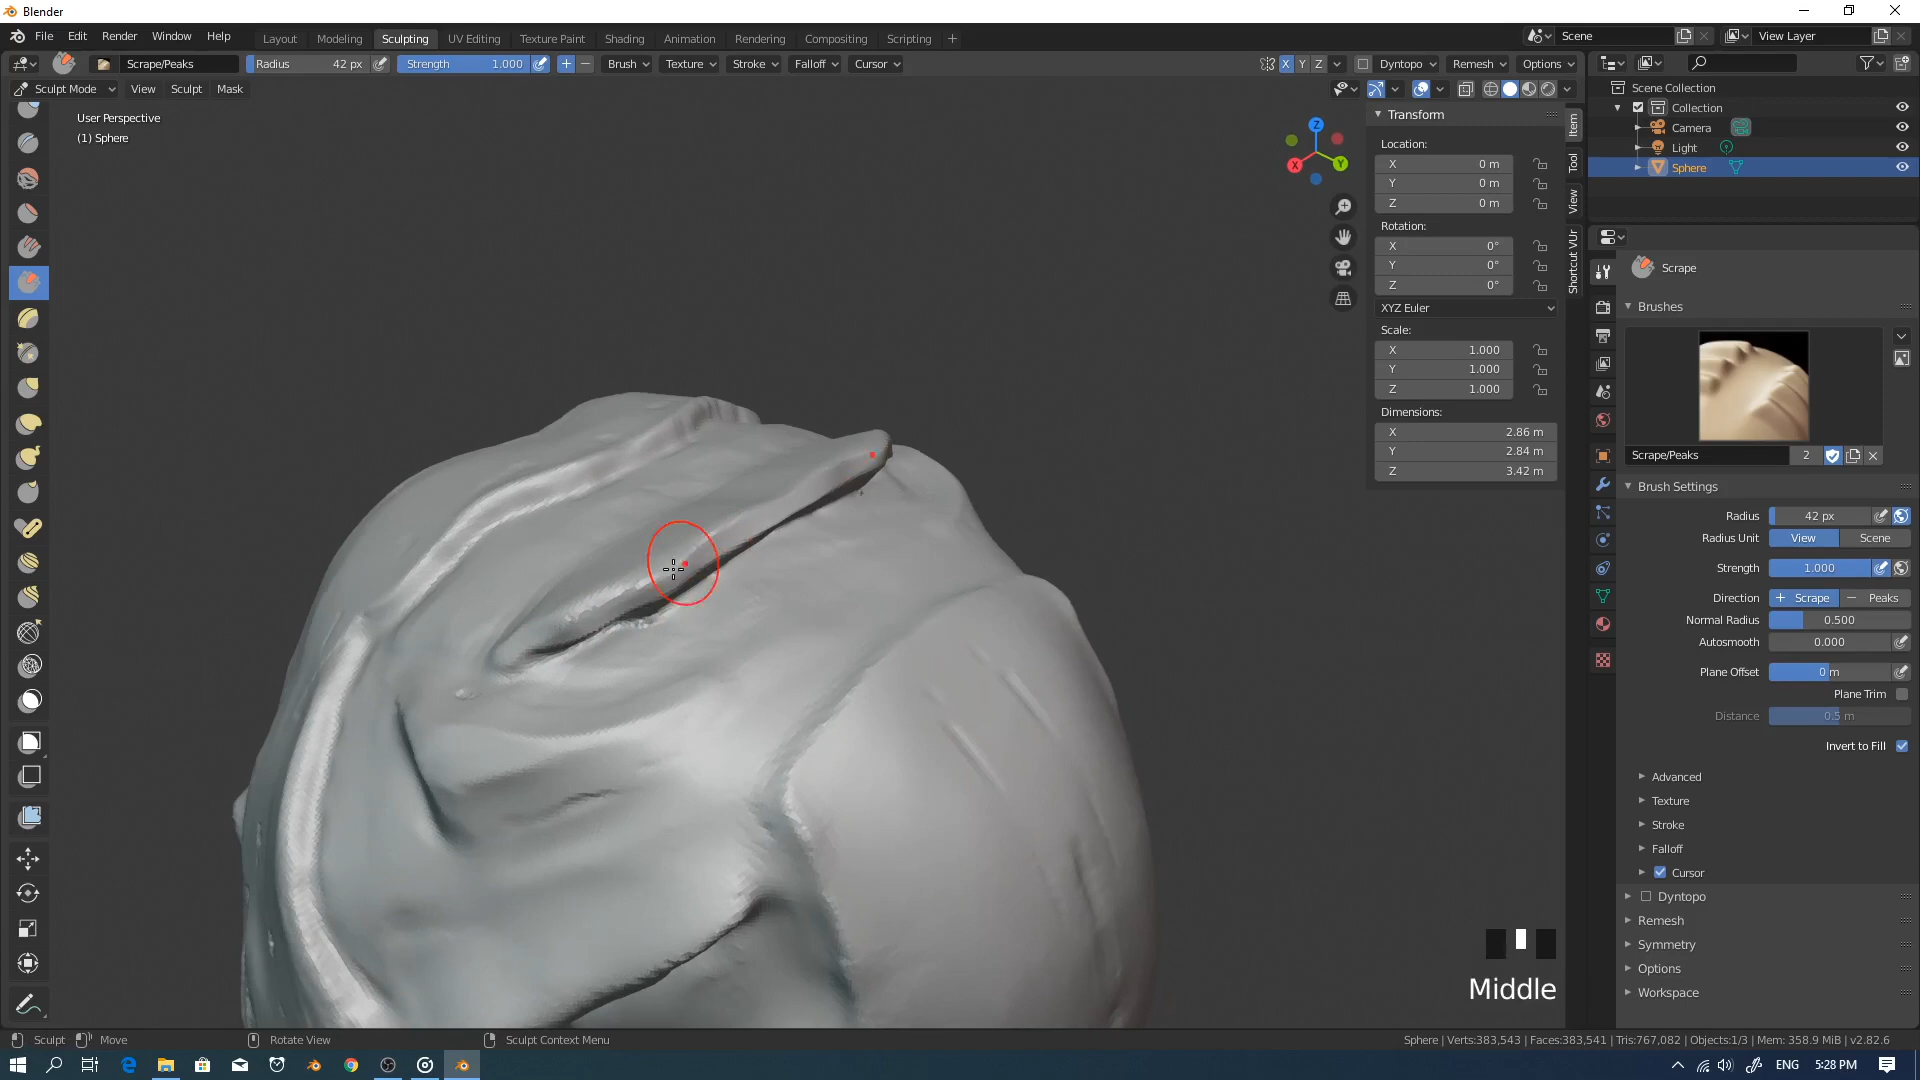 Blender
File Edit Render Window Help
Layout Modeling Sculpting UV Editing Texture Paint Shading Animation Rendering Compositing Scripting +
Scene
View Layer
Scrape/Peaks Radius 42 px Strength 1.000 + − Brush Texture Stroke Falloff Cursor
X Y Z Dyntopo Remesh Options
Sculpt Mode View Sculpt Mask
User Perspective
(1) Sphere
Z
X
Y
Transform
Location:
X 0 m
Y 0 m
Z 0 m
Rotation:
X 0°
Y 0°
Z 0°
XYZ Euler
Scale:
X 1.000
Y 1.000
Z 1.000
Dimensions:
X 2.86 m
Y 2.84 m
Z 3.42 m
Item
Tool
View
Shortcut VUr
Scene Collection
Collection
Camera
Light
Sphere
Scrape
Brushes
Scrape/Peaks 2
Brush Settings
Radius 42 px
Radius Unit View Scene
Strength 1.000
Direction + Scrape − Peaks
Normal Radius 0.500
Autosmooth 0.000
Plane Offset 0 m
Plane Trim
Distance 0.5 m
Invert to Fill
Advanced
Texture
Stroke
Falloff
Cursor
Dyntopo
Remesh
Symmetry
Options
Workspace
Middle
Sculpt Move Rotate View Sculpt Context Menu
Sphere | Verts:383,543 | Faces:383,541 | Tris:767,082 | Objects:1/3 | Mem: 358.9 MiB | v2.82.6
ENG 5:28 PM